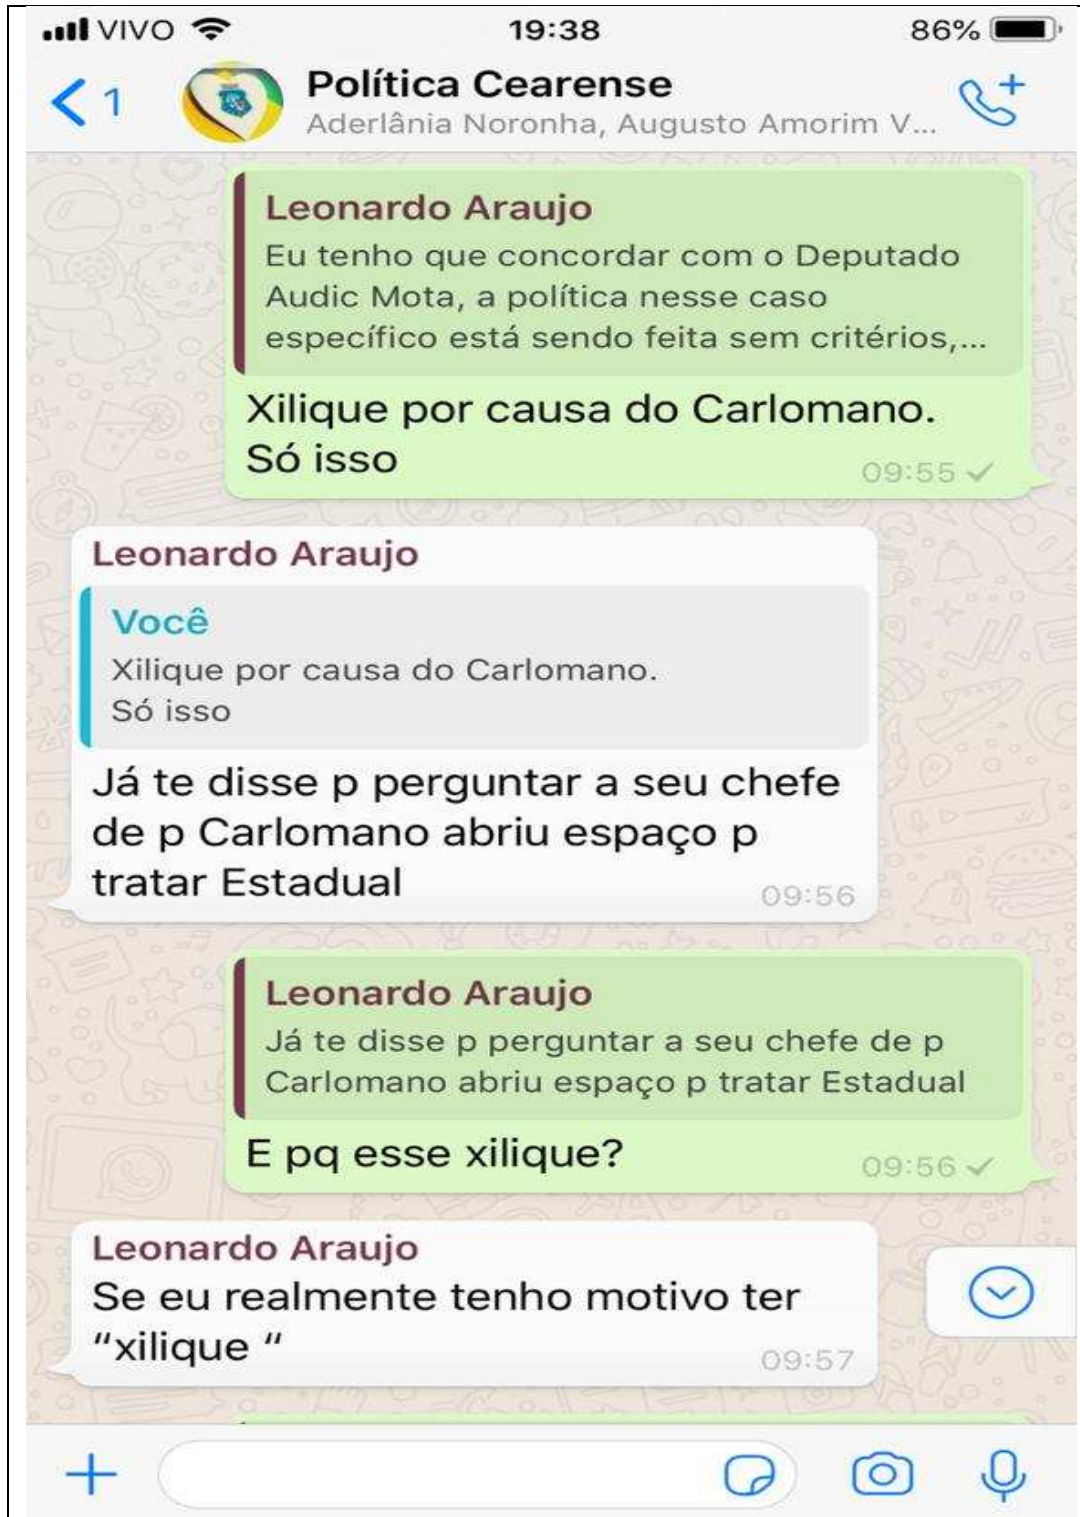 VIVO 19:38 86%
1 Política Cearense
Aderlânia Noronha, Augusto Amorim V...
Leonardo Araujo
Eu tenho que concordar com o Deputado
Audic Mota, a política nesse caso
específico está sendo feita sem critérios,...
Xilique por causa do Carlomano.
Só isso
09:55
Leonardo Araujo
Você
Xilique por causa do Carlomano.
Só isso
Já te disse p perguntar a seu chefe
de p Carlomano abriu espaço p
tratar Estadual
09:56
Leonardo Araujo
Já te disse p perguntar a seu chefe de p
Carlomano abriu espaço p tratar Estadual
E pq esse xilique?
09:56
Leonardo Araujo
Se eu realmente tenho motivo ter
“xilique “
09:57